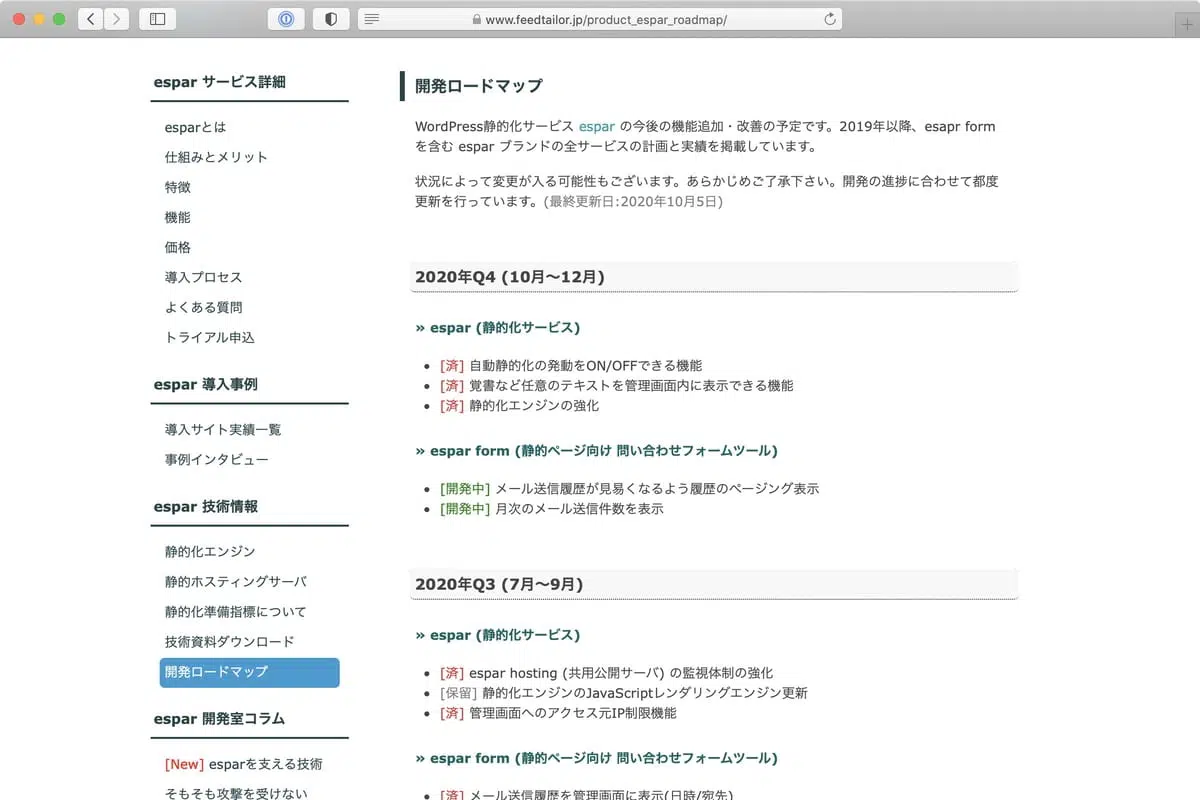 www.feedtailor.jp/product_espar_roadmap/
espar サービス詳細
esparとは
仕組みとメリット
特徴
機能
価格
導入プロセス
よくある質問
トライアル申込
espar 導入事例
導入サイト実績一覧
事例インタビュー
espar 技術情報
静的化エンジン
静的ホスティングサーバ
静的化準備指標について
技術資料ダウンロード
開発ロードマップ
espar 開発室コラム
[New] esparを支える技術
そもそも攻撃を受けない
開発ロードマップ
WordPress静的化サービス espar の今後の機能追加・改善の予定です。2019年以降、esapr form
を含む espar ブランドの全サービスの計画と実績を掲載しています。
状況によって変更が入る可能性もございます。あらかじめご了承下さい。開発の進捗に合わせて都度
更新を行っています。(最終更新日:2020年10月5日)
2020年Q4 (10月〜12月)
» espar (静的化サービス)
• [済] 自動静的化の発動をON/OFFできる機能
• [済] 覚書など任意のテキストを管理画面内に表示できる機能
• [済] 静的化エンジンの強化
» espar form (静的ページ向け 問い合わせフォームツール)
• [開発中] メール送信履歴が見易くなるよう履歴のページング表示
• [開発中] 月次のメール送信件数を表示
2020年Q3 (7月〜9月)
» espar (静的化サービス)
• [済] espar hosting (共用公開サーバ) の監視体制の強化
• [保留] 静的化エンジンのJavaScriptレンダリングエンジン更新
• [済] 管理画面へのアクセス元IP制限機能
» espar form (静的ページ向け 問い合わせフォームツール)
• [済] メール送信履歴を管理画面に表示(日時/宛先)